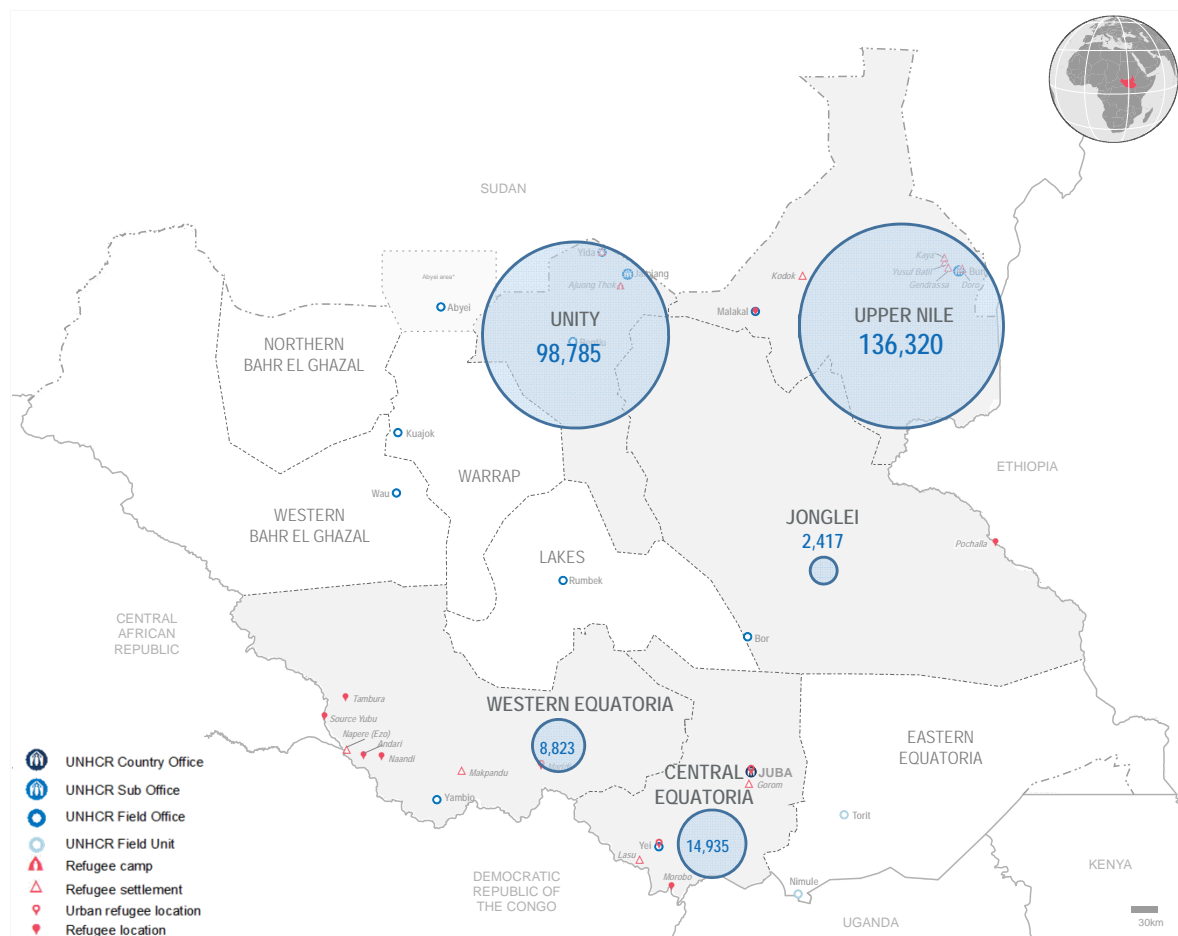 SUDAN
Abyei area*
Abyei
Yida
Jamjang
Ajuong Thok
UNITY
98,785
Bentiu
Kodok
Malakal
Kaya
Yusuf Batil
Gendrassa
Bunj
Doro
UPPER NILE
136,320
NORTHERN
BAHR EL GHAZAL
Kuajok
WARRAP
Wau
WESTERN
BAHR EL GHAZAL
ETHIOPIA
JONGLEI
2,417
Pochalla
LAKES
Rumbek
Bor
CENTRAL
AFRICAN
REPUBLIC
Tambura
Source Yubu
Napere (Ezo)
Andari
Naandi
WESTERN EQUATORIA
8,823
Makpandu
Yambio
CENTRAL
EQUATORIA
14,935
JUBA
Gorom
Yei
Lasu
Morobo
EASTERN
EQUATORIA
Torit
Nimule
DEMOCRATIC
REPUBLIC OF
THE CONGO
UGANDA
KENYA
30km
UNHCR Country Office
UNHCR Sub Office
UNHCR Field Office
UNHCR Field Unit
Refugee camp
Refugee settlement
Urban refugee location
Refugee location